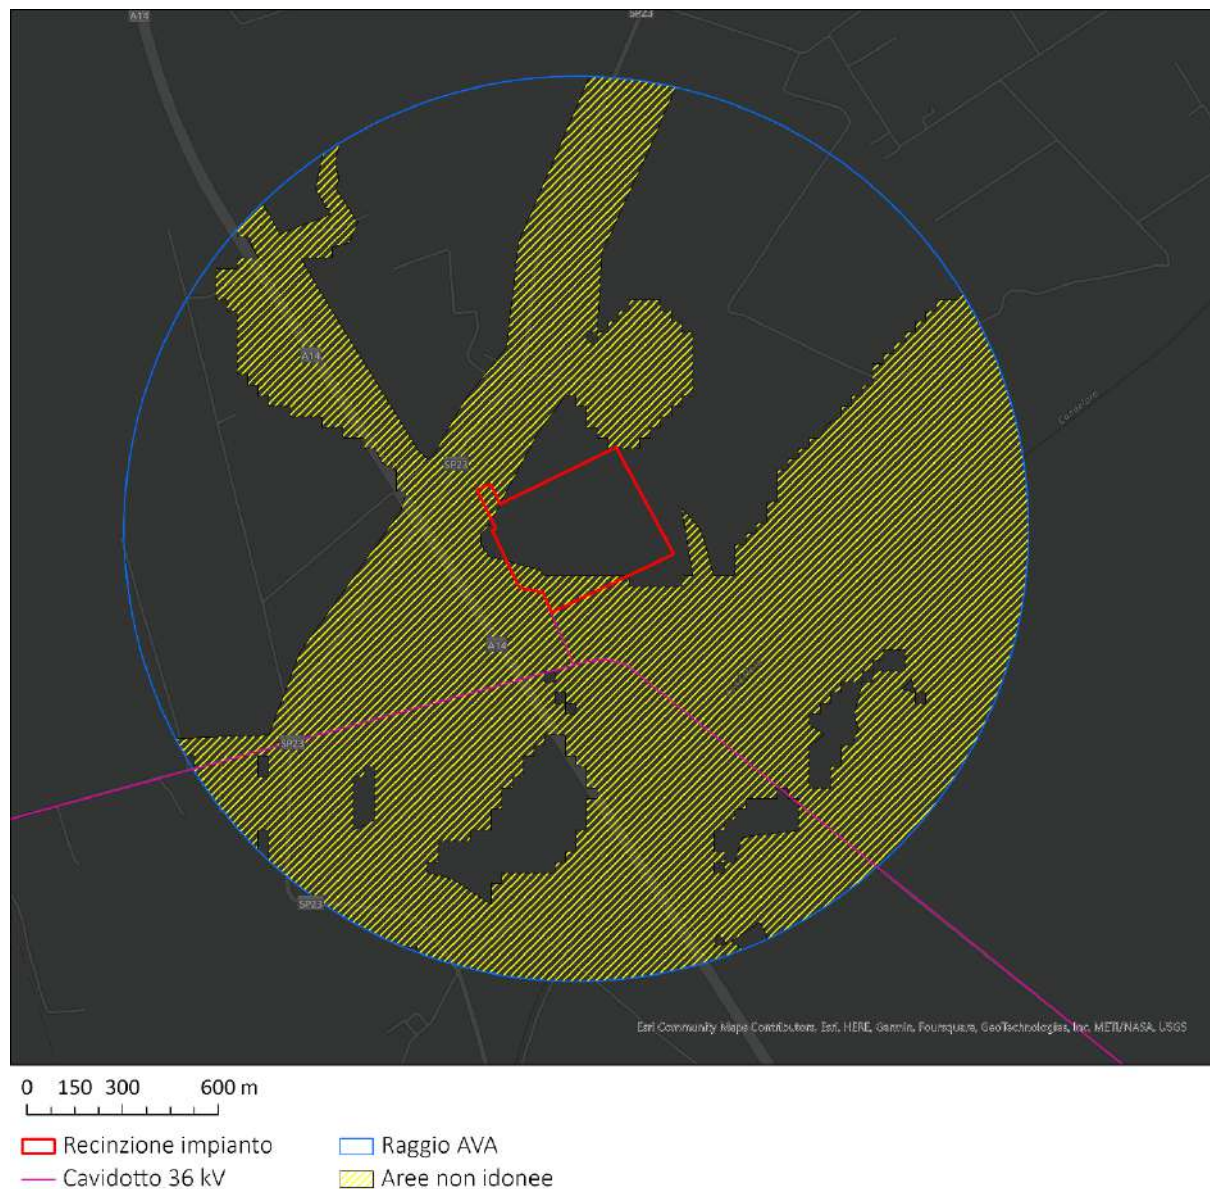 A14
SP23
A14
Candelaro
SP23
A14
SP23
SP23
Esri Community Maps Contributors, Esri, HERE, Garmin, Foursquare, GeoTechnologies, Inc, METI/NASA, USGS
0 150 300 600 m
Recinzione impianto
Raggio AVA
Cavidotto 36 kV
Aree non idonee